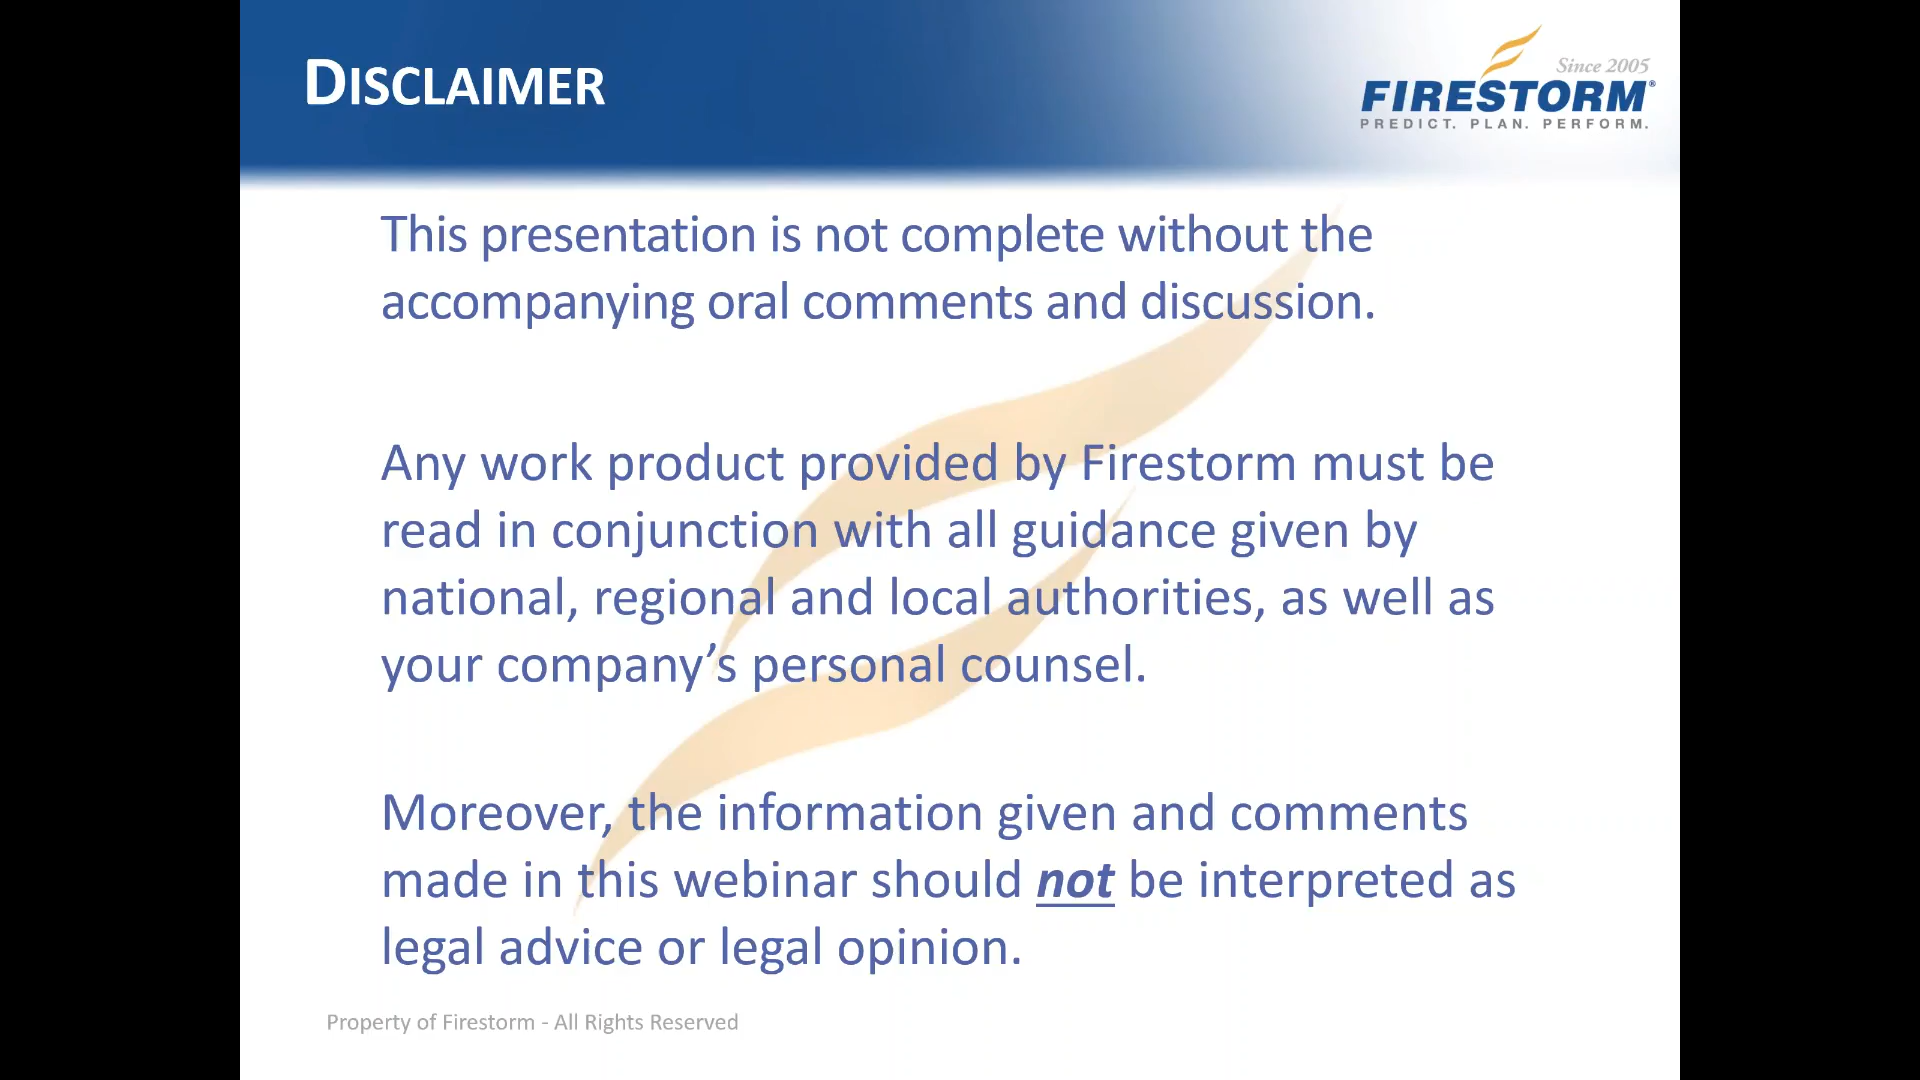 DISCLAIMER
Since 2005
FIRESTORM®
PREDICT. PLAN. PERFORM.
This presentation is not complete without the
accompanying oral comments and discussion.
Any work product provided by Firestorm must be
read in conjunction with all guidance given by
national, regional and local authorities, as well as
your company’s personal counsel.
Moreover, the information given and comments
made in this webinar should not be interpreted as
legal advice or legal opinion.
Property of Firestorm - All Rights Reserved